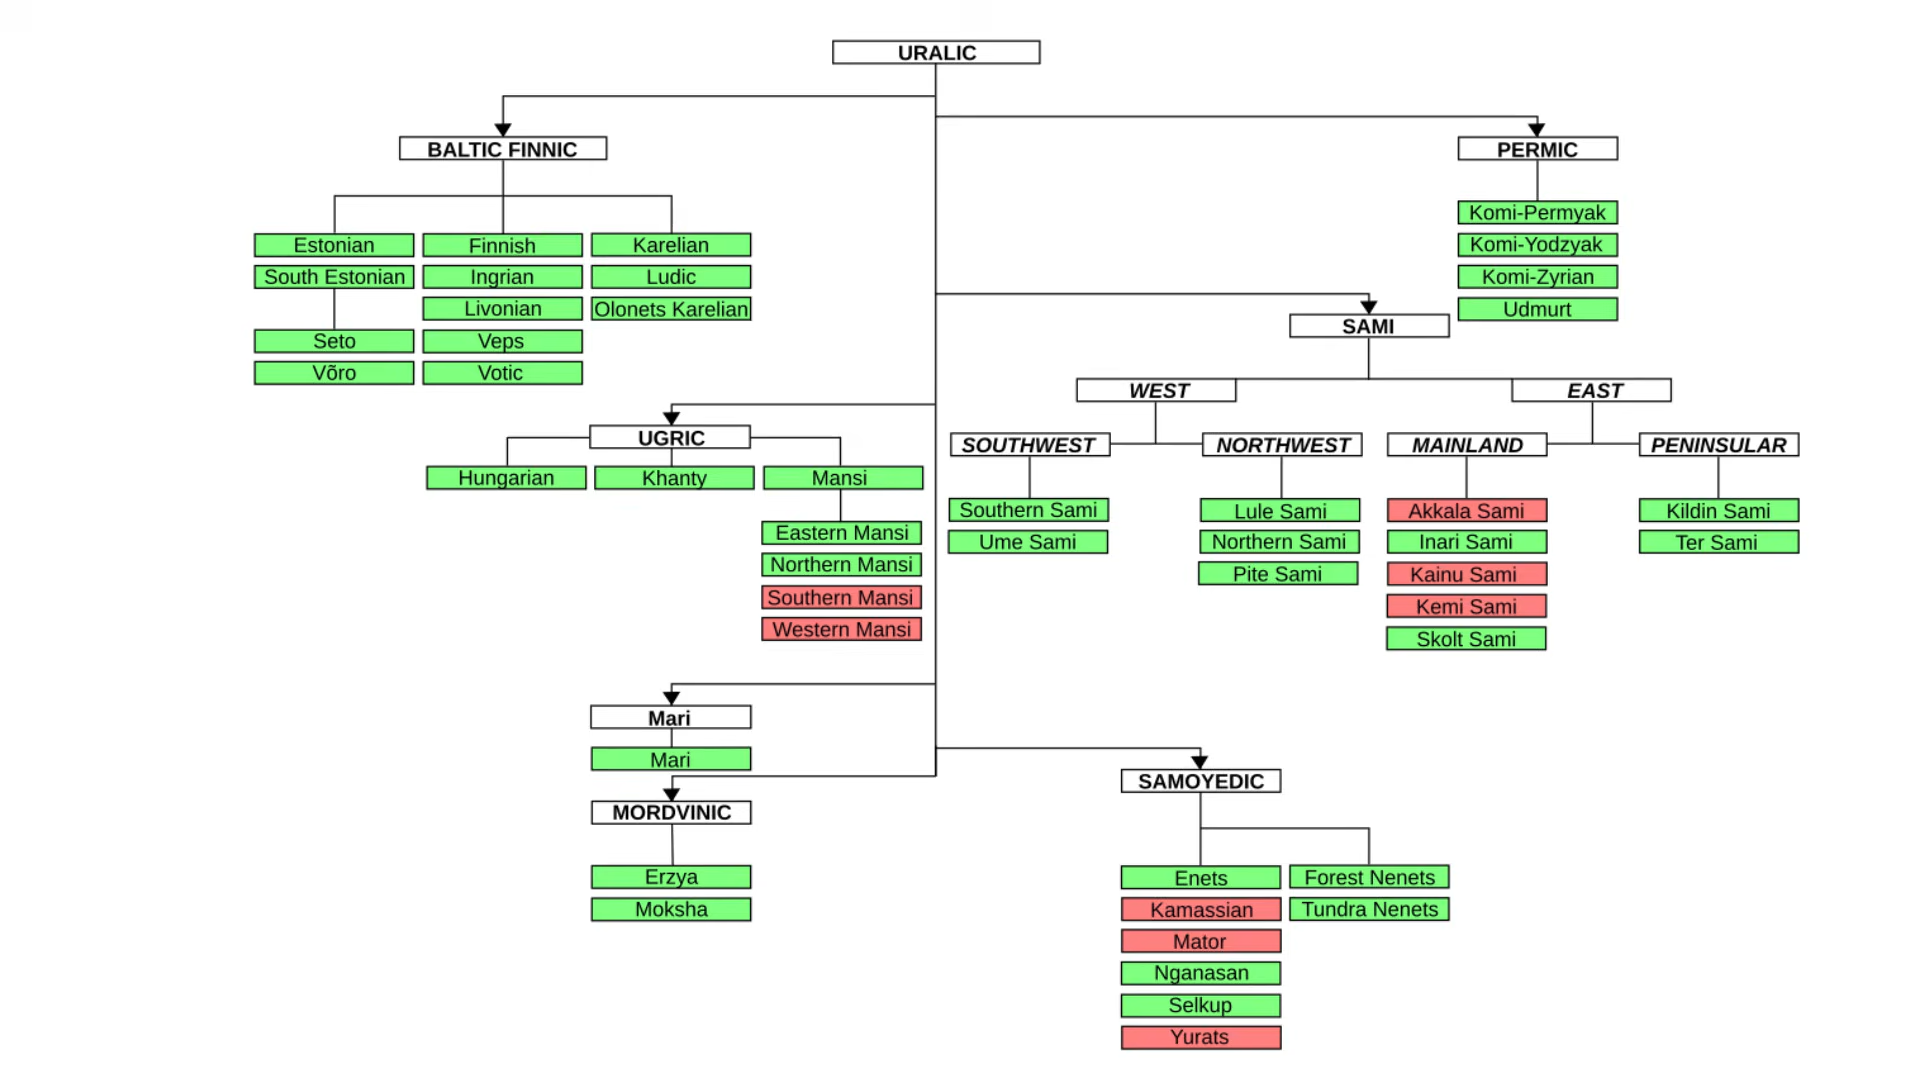 URALIC
BALTIC FINNIC
Estonian
South Estonian
Seto
Võro
Finnish
Ingrian
Livonian
Veps
Votic
Karelian
Ludic
Olonets Karelian
PERMIC
Komi-Permyak
Komi-Yodzyak
Komi-Zyrian
Udmurt
SAMI
WEST
EAST
SOUTHWEST
NORTHWEST
MAINLAND
PENINSULAR
Southern Sami
Ume Sami
Lule Sami
Northern Sami
Pite Sami
Akkala Sami
Inari Sami
Kainu Sami
Kemi Sami
Skolt Sami
Kildin Sami
Ter Sami
UGRIC
Hungarian
Khanty
Mansi
Eastern Mansi
Northern Mansi
Southern Mansi
Western Mansi
Mari
Mari
MORDVINIC
Erzya
Moksha
SAMOYEDIC
Enets
Kamassian
Mator
Nganasan
Selkup
Yurats
Forest Nenets
Tundra Nenets